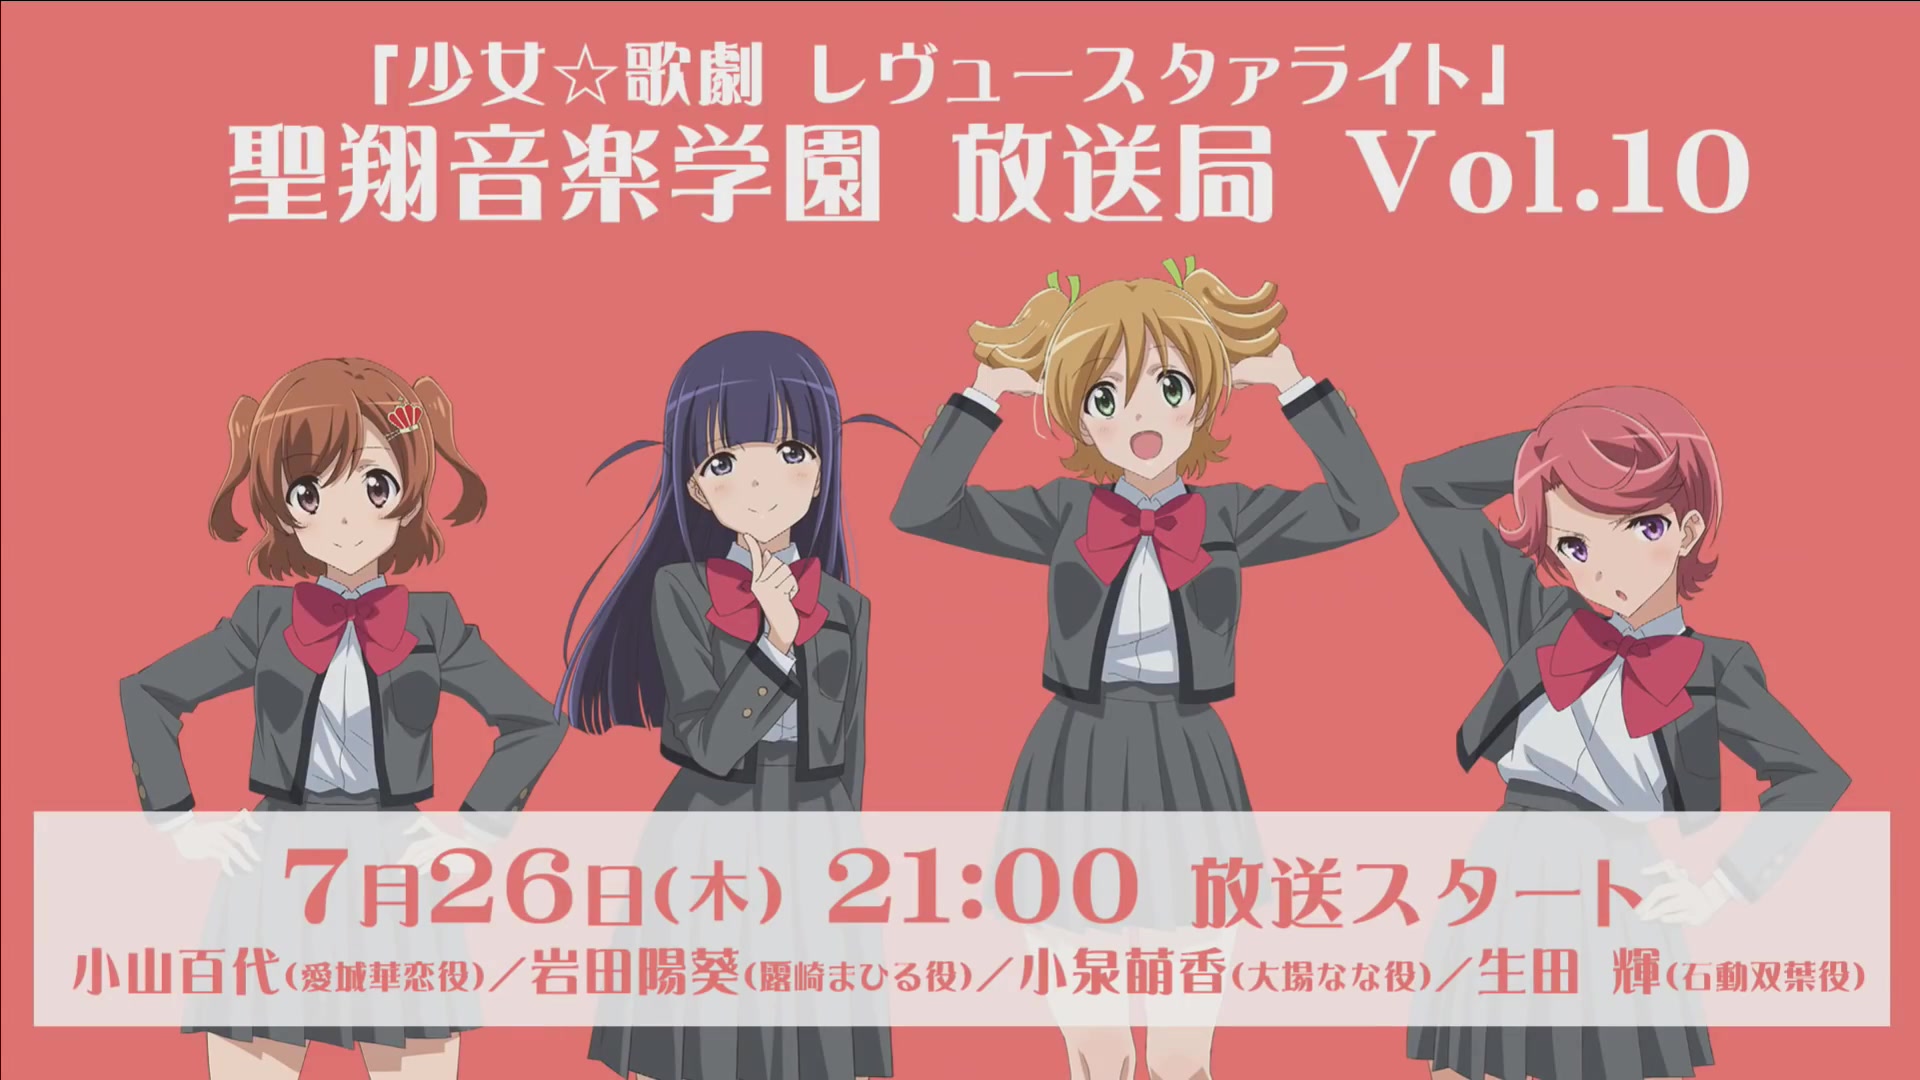 「少女☆歌劇 レヴュースタァライト」
聖翔音楽学園 放送局 Vol.10
7月26日(木) 21:00 放送スタート
小山百代(愛城華恋役)／岩田陽葵(露崎まひる役)／小泉萌香(大場なな役)／生田 輝(石動双葉役)